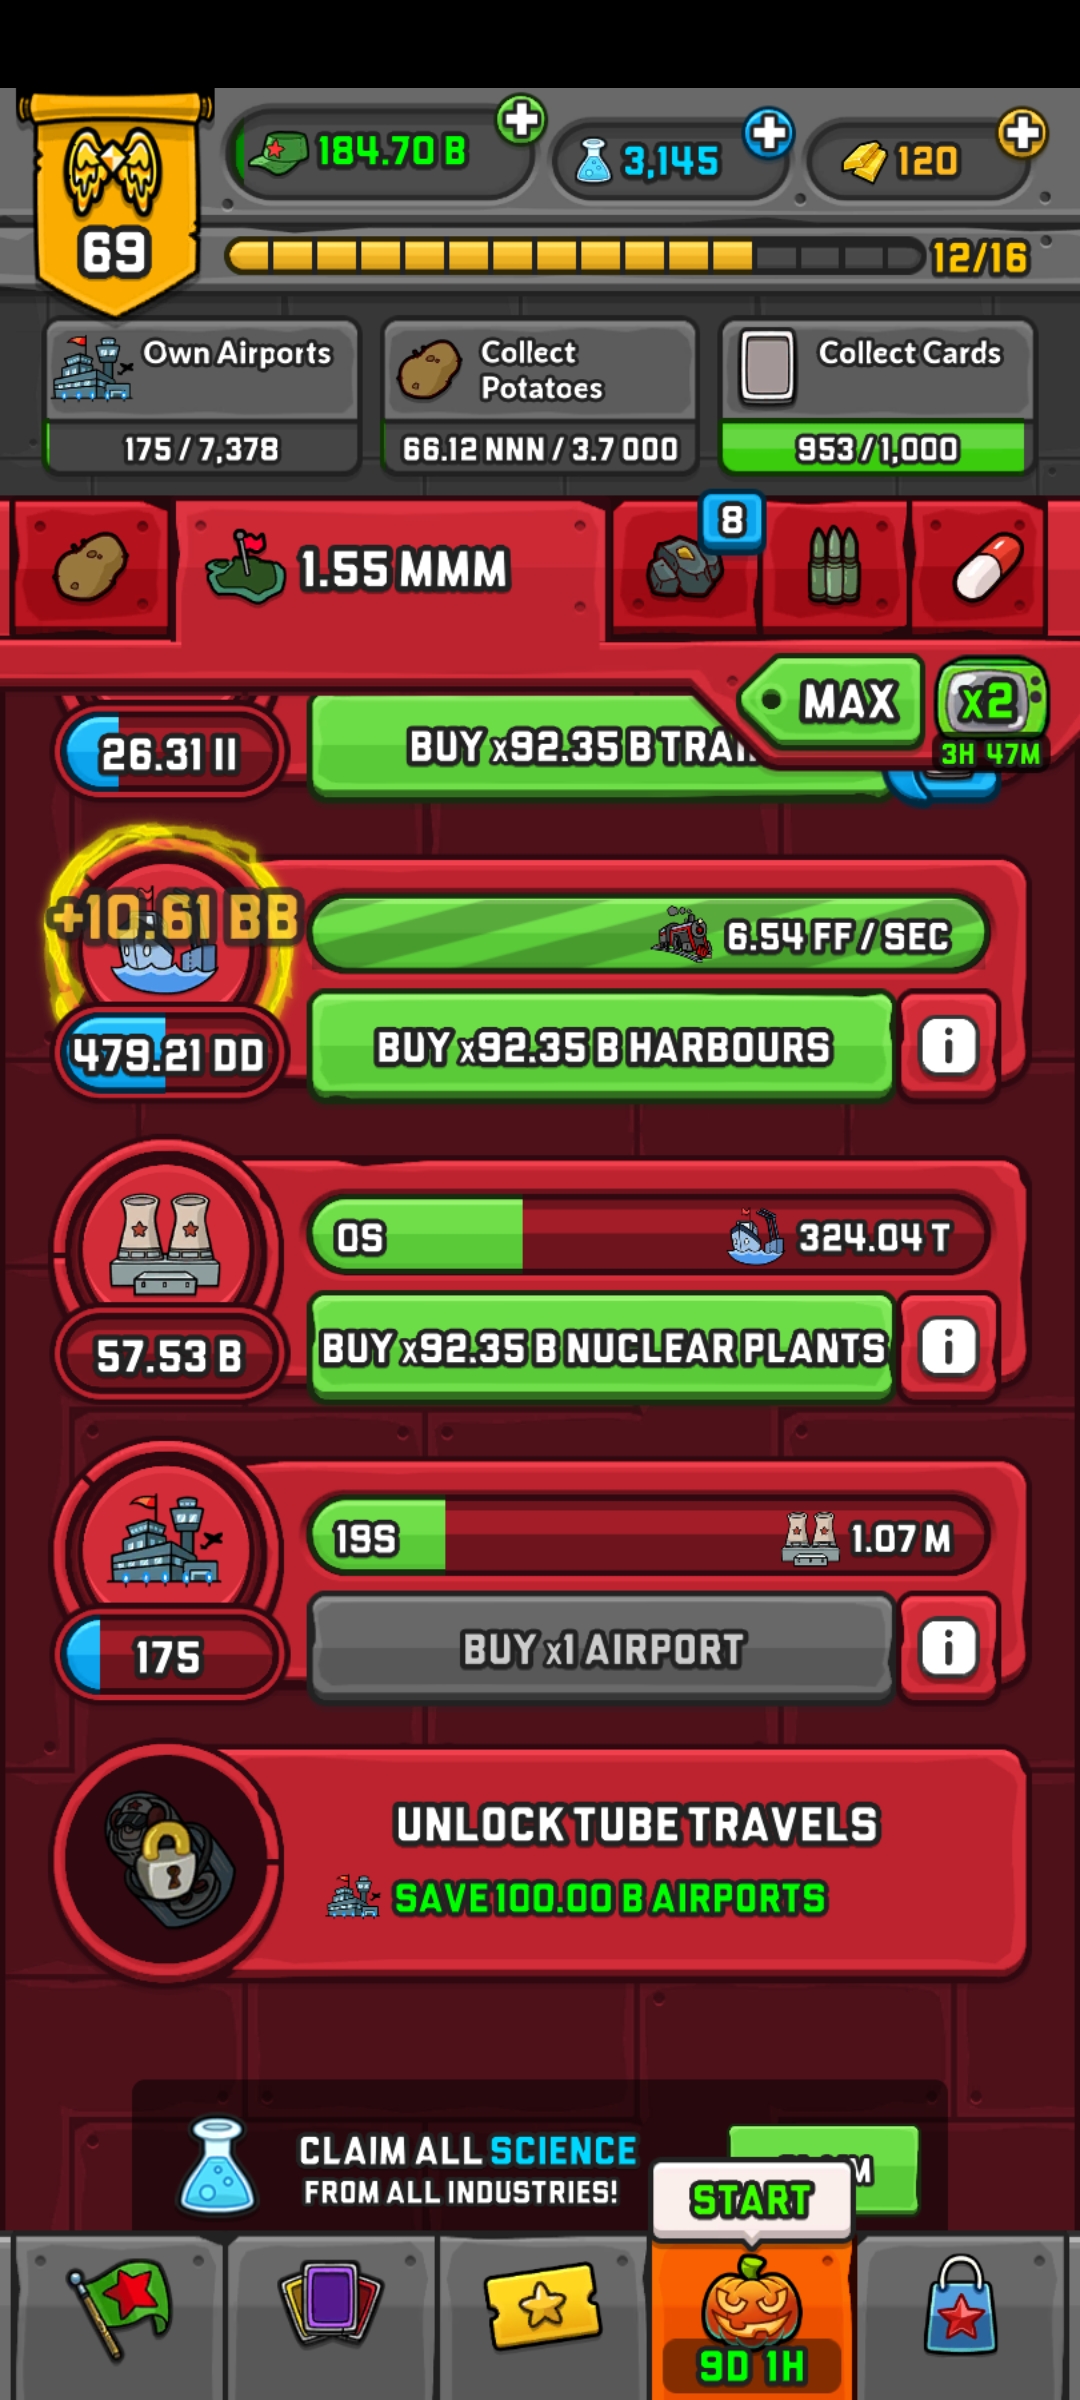 184.70 B
3,145
120
69
12/16
Own Airports
175 / 7,378
Collect
Potatoes
66.12 NNN / 3.7 OOO
Collect Cards
953 / 1,000
1.55 MMM
8
MAX
x2
3H 47M
26.31 II
BUY x92.35 B
+10.61 BB
6.54 FF / SEC
479.21 DD
BUY x92.35 B HARBOURS
i
0S
324.04 T
57.53 B
BUY x92.35 B NUCLEAR PLANTS
i
19S
1.07 M
175
BUY x1 AIRPORT
i
UNLOCK TUBE TRAVELS
SAVE 100.00 B AIRPORTS
CLAIM ALL SCIENCE
FROM ALL INDUSTRIES!
START
9D 1H